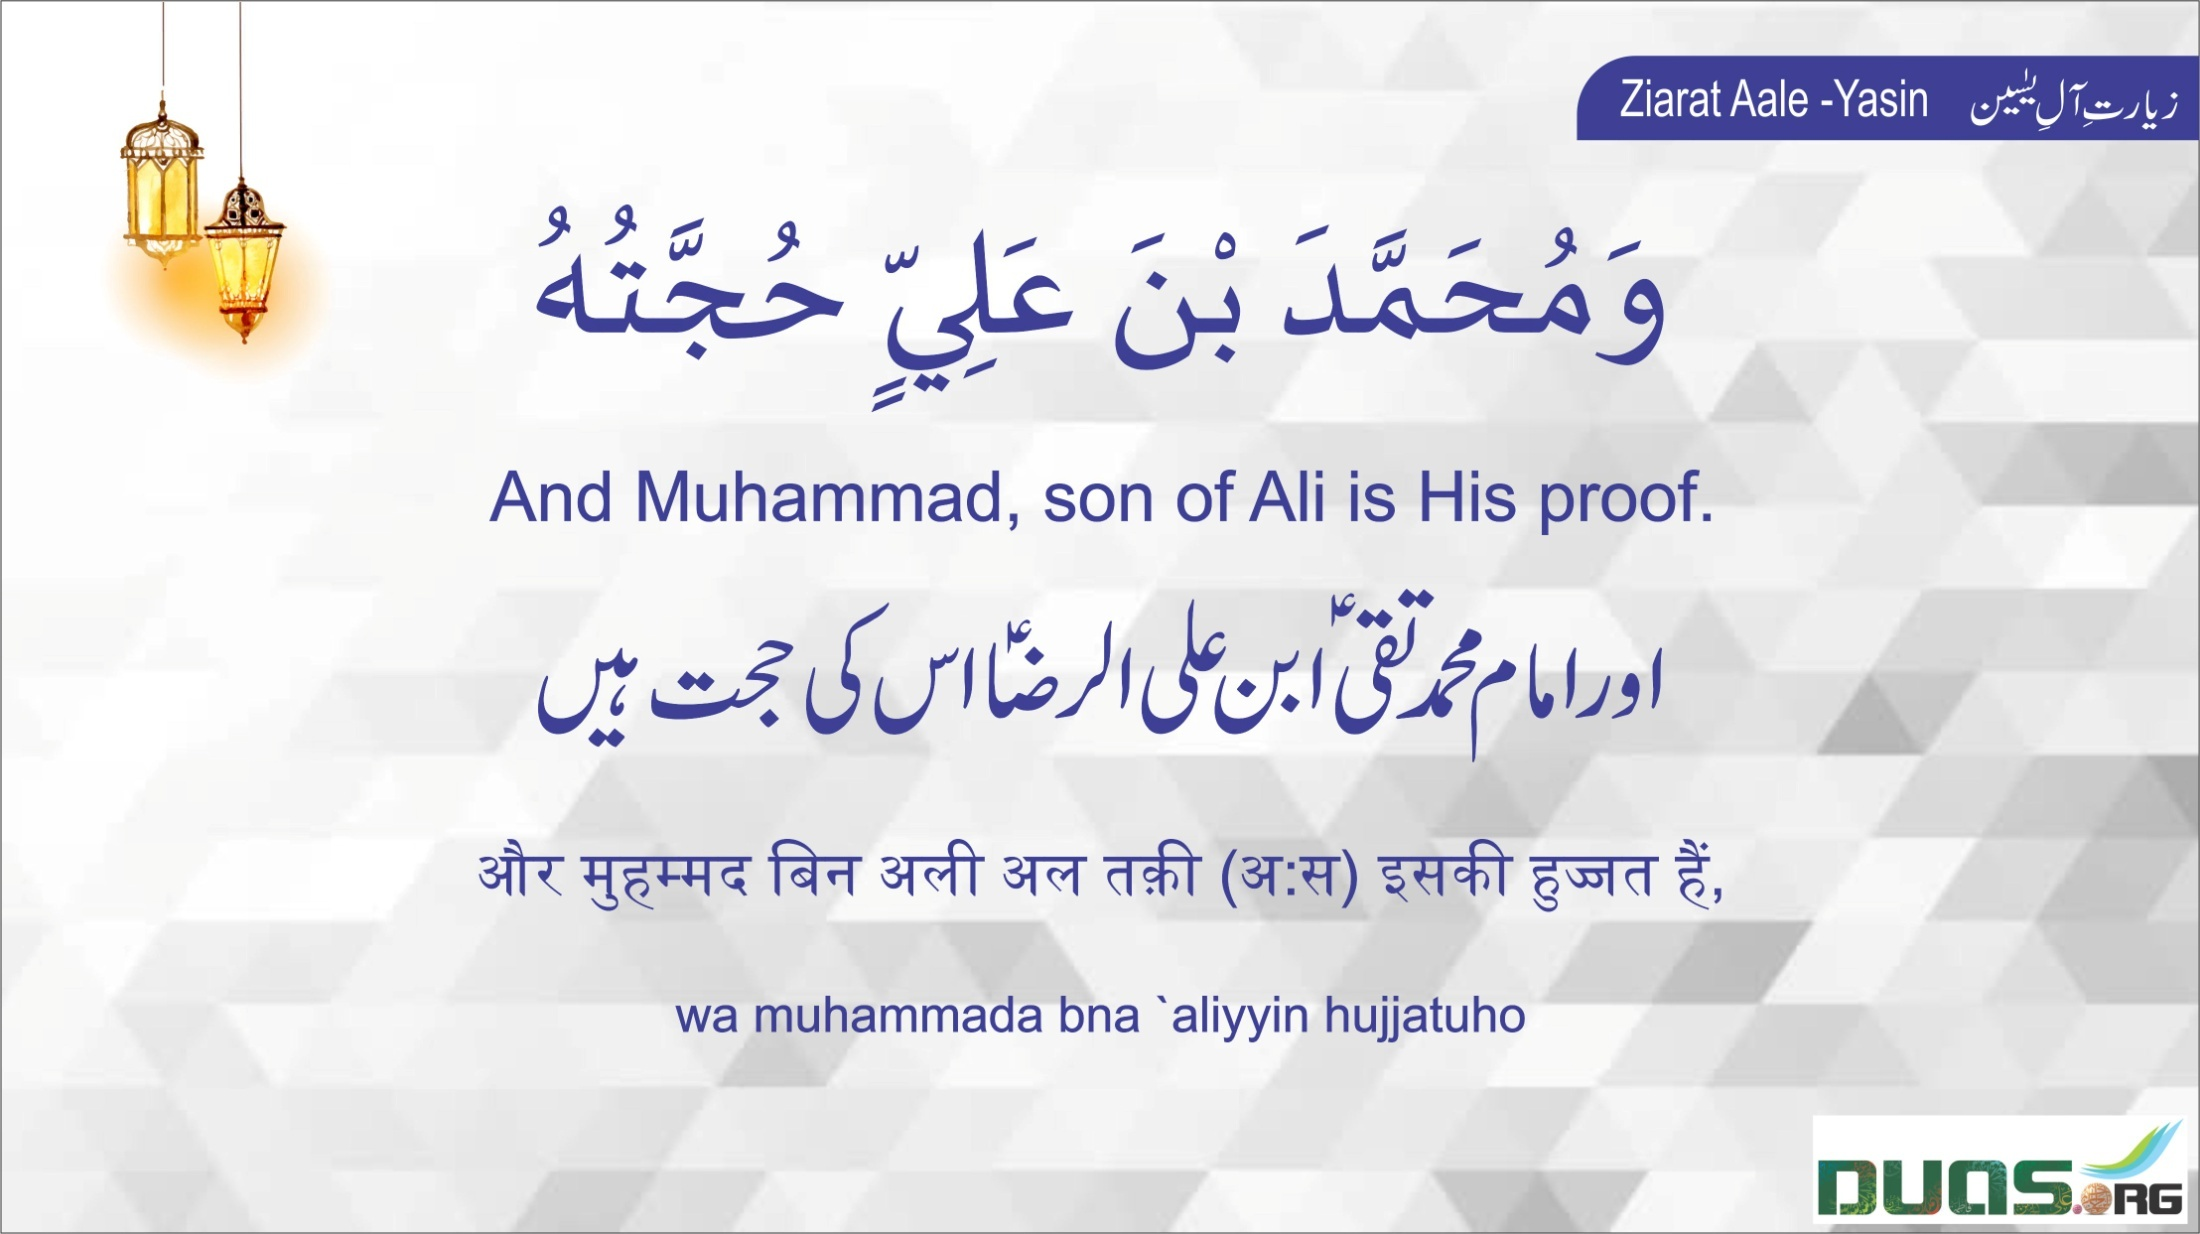 Ziarat Aale -Yasin زیارتِ آلِ یٰسین
وَمُحَمَّدَ بْنَ عَلِيٍّ حُجَّتُهُ
And Muhammad, son of Ali is His proof.
اور امام محمد تقیؑ ابن علی الرضاؑ اس کی حجت ہیں
और मुहम्मद बिन अली अल तक़ी (अ:स) इसकी हुज्जत हैं,
wa muhammada bna `aliyyin hujjatuho
DUAS.ORG